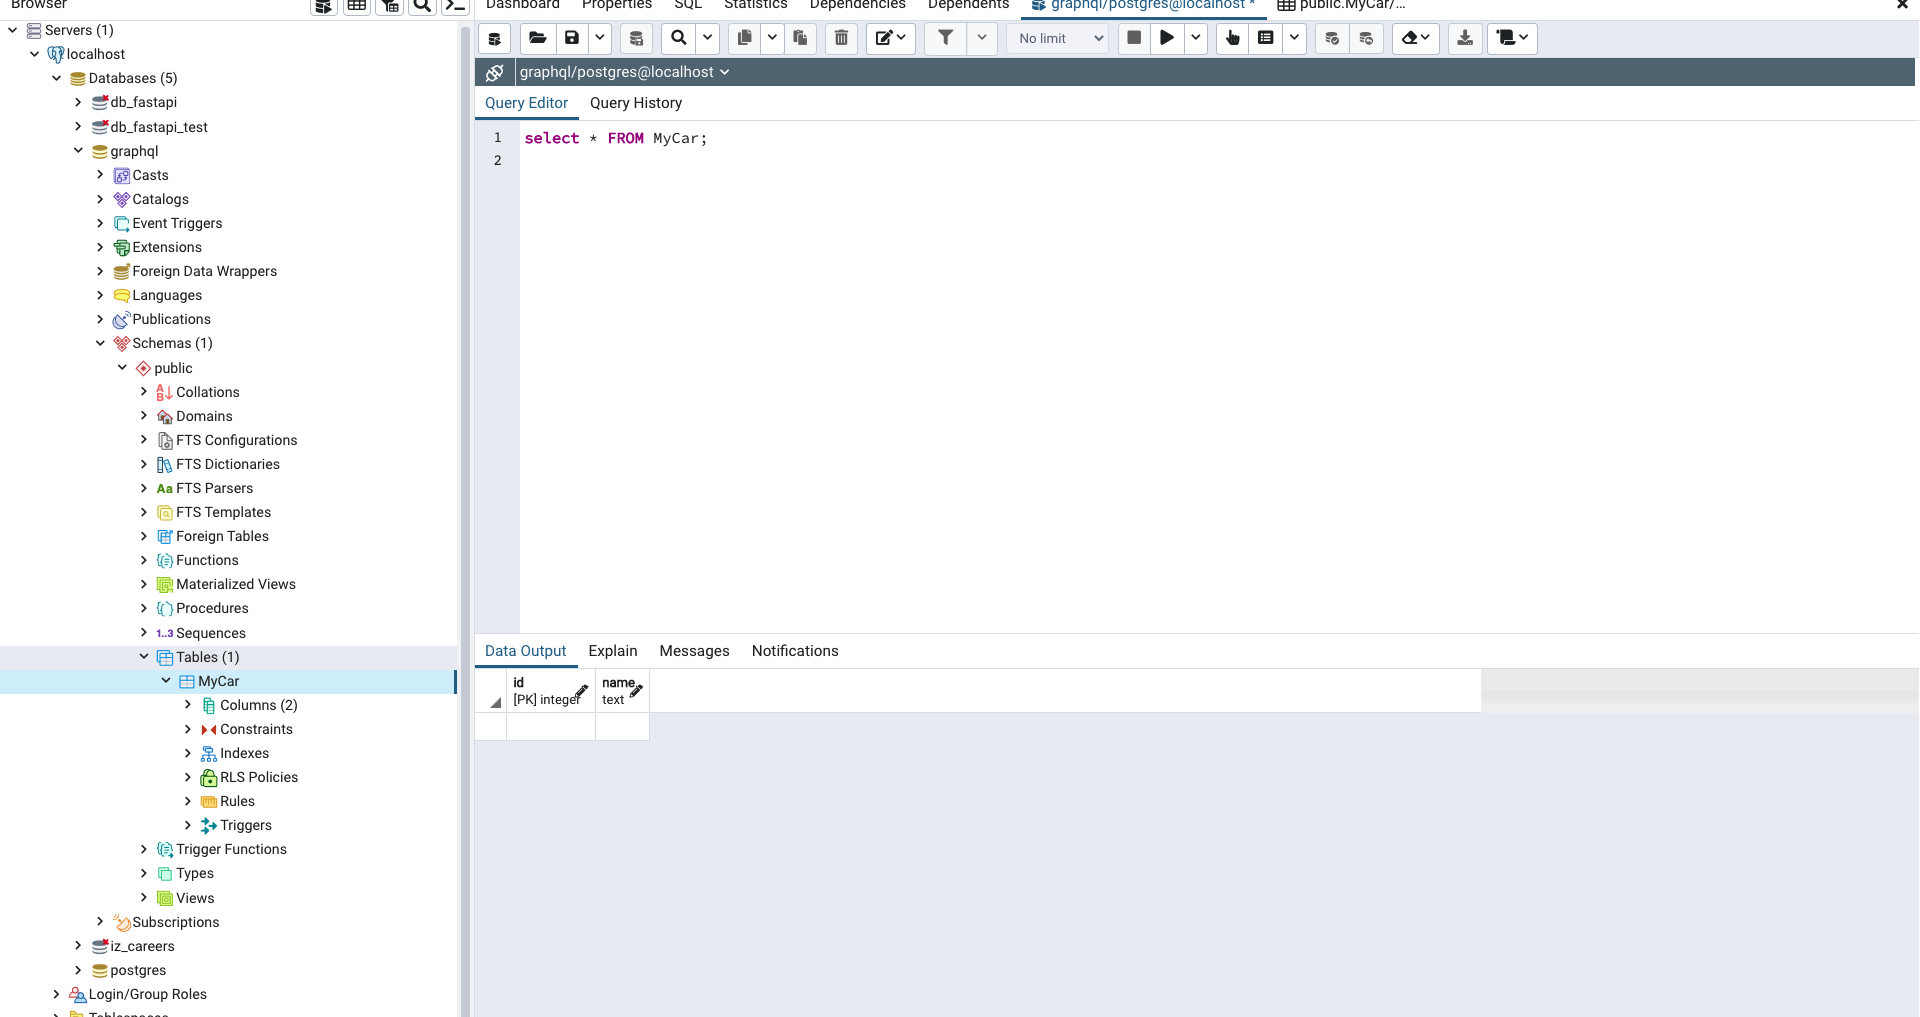 Browser
Servers (1)
localhost
Databases (5)
db_fastapi
db_fastapi_test
graphql
Casts
Catalogs
Event Triggers
Extensions
Foreign Data Wrappers
Languages
Publications
Schemas (1)
public
Collations
Domains
FTS Configurations
FTS Dictionaries
Aa FTS Parsers
FTS Templates
Foreign Tables
Functions
Materialized Views
Procedures
1..3 Sequences
Tables (1)
MyCar
Columns (2)
Constraints
Indexes
RLS Policies
Rules
Triggers
Trigger Functions
Types
Views
Subscriptions
iz_careers
postgres
Login/Group Roles
Tablespaces
Dashboard Properties SQL Statistics Dependencies Dependents graphql/postgres@localhost * public.MyCar/...
No limit
graphql/postgres@localhost
Query Editor Query History
1 select * FROM MyCar;
2
Data Output Explain Messages Notifications
id name
[PK] integer text